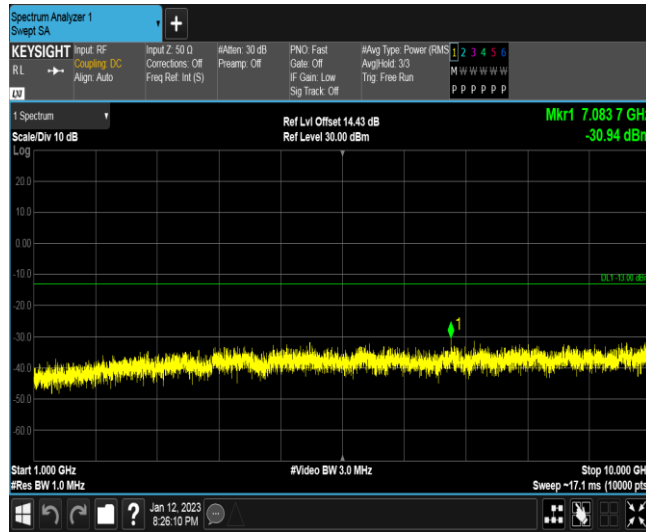 Spectrum Analyzer 1
Swept SA
+
KEYSIGHT
RL
LXI
Input: RF
Coupling: DC
Align: Auto
Input Z: 50 Ω
Corrections: Off
Freq Ref: Int (S)
#Atten: 30 dB
Preamp: Off
PNO: Fast
Gate: Off
IF Gain: Low
Sig Track: Off
#Avg Type: Power (RMS
Avg|Hold: 3/3
Trig: Free Run
1 2 3 4 5 6
M W W W W W
P P P P P P
1 Spectrum
Scale/Div 10 dB
Log
Ref Lvl Offset 14.43 dB
Ref Level 30.00 dBm
Mkr1 7.083 7 GHz
-30.94 dBm
20.0
10.0
0.00
-10.0
DL1 -13.00 dBm
-20.0
-30.0
1
-40.0
-50.0
-60.0
Start 1.000 GHz
#Video BW 3.0 MHz
Stop 10.000 GHz
#Res BW 1.0 MHz
Sweep ~17.1 ms (10000 pts)
?
Jan 12, 2023
8:26:10 PM